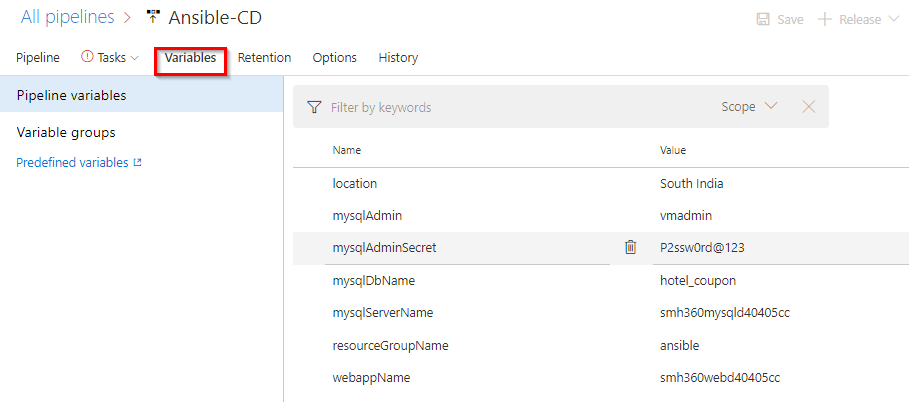 All pipelines > Ansible-CD
Save + Release
Pipeline Tasks Variables Retention Options History
Pipeline variables
Variable groups
Predefined variables
Filter by keywords Scope
Name Value
location South India
mysqlAdmin vmadmin
mysqlAdminSecret P2ssw0rd@123
mysqlDbName hotel_coupon
mysqlServerName smh360mysqld40405cc
resourceGroupName ansible
webappName smh360webd40405cc